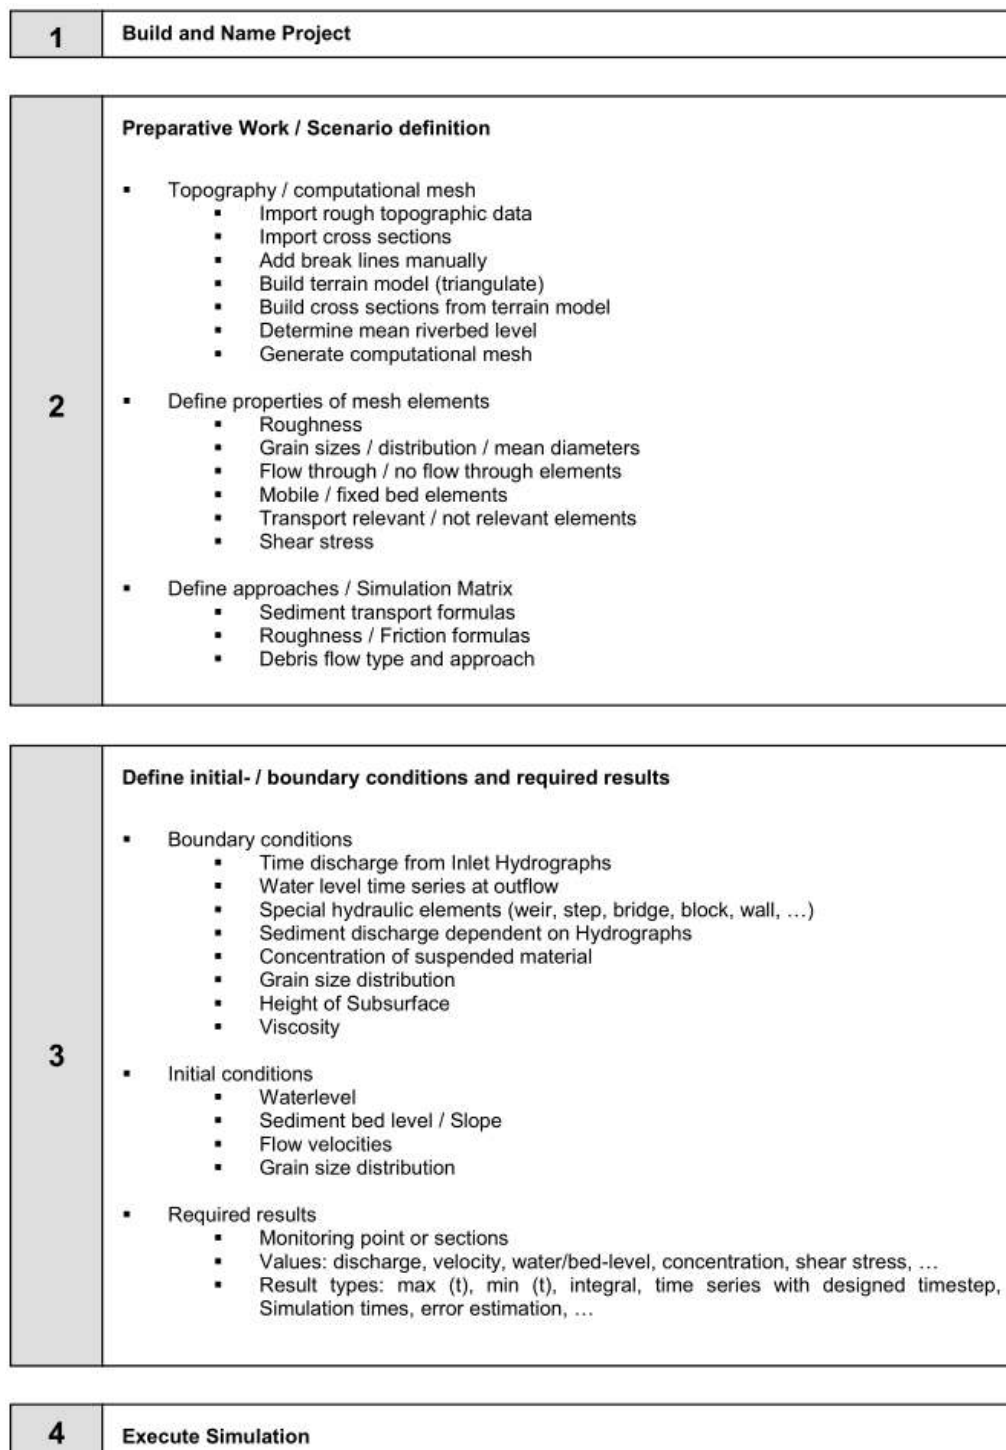 1
Build and Name Project
Preparative Work / Scenario definition
▪ Topography / computational mesh
▪ Import rough topographic data
▪ Import cross sections
▪ Add break lines manually
▪ Build terrain model (triangulate)
▪ Build cross sections from terrain model
▪ Determine mean riverbed level
▪ Generate computational mesh
2
▪ Define properties of mesh elements
▪ Roughness
▪ Grain sizes / distribution / mean diameters
▪ Flow through / no flow through elements
▪ Mobile / fixed bed elements
▪ Transport relevant / not relevant elements
▪ Shear stress
▪ Define approaches / Simulation Matrix
▪ Sediment transport formulas
▪ Roughness / Friction formulas
▪ Debris flow type and approach
Define initial- / boundary conditions and required results
▪ Boundary conditions
▪ Time discharge from Inlet Hydrographs
▪ Water level time series at outflow
▪ Special hydraulic elements (weir, step, bridge, block, wall, …)
▪ Sediment discharge dependent on Hydrographs
▪ Concentration of suspended material
▪ Grain size distribution
▪ Height of Subsurface
▪ Viscosity
3
▪ Initial conditions
▪ Waterlevel
▪ Sediment bed level / Slope
▪ Flow velocities
▪ Grain size distribution
▪ Required results
▪ Monitoring point or sections
▪ Values: discharge, velocity, water/bed-level, concentration, shear stress, …
▪ Result types: max (t), min (t), integral, time series with designed timestep,
Simulation times, error estimation, …
4
Execute Simulation